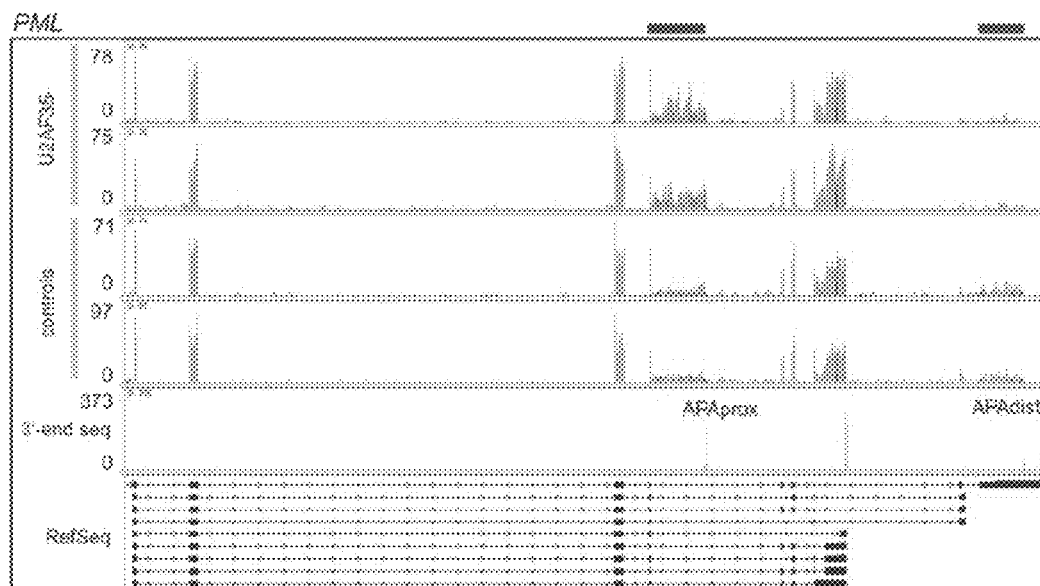 PML
78
U2AF35-
0
75
0
71
controls
0
97
0
373
APAprox
APAdist
3'-end seq
0
RefSeq